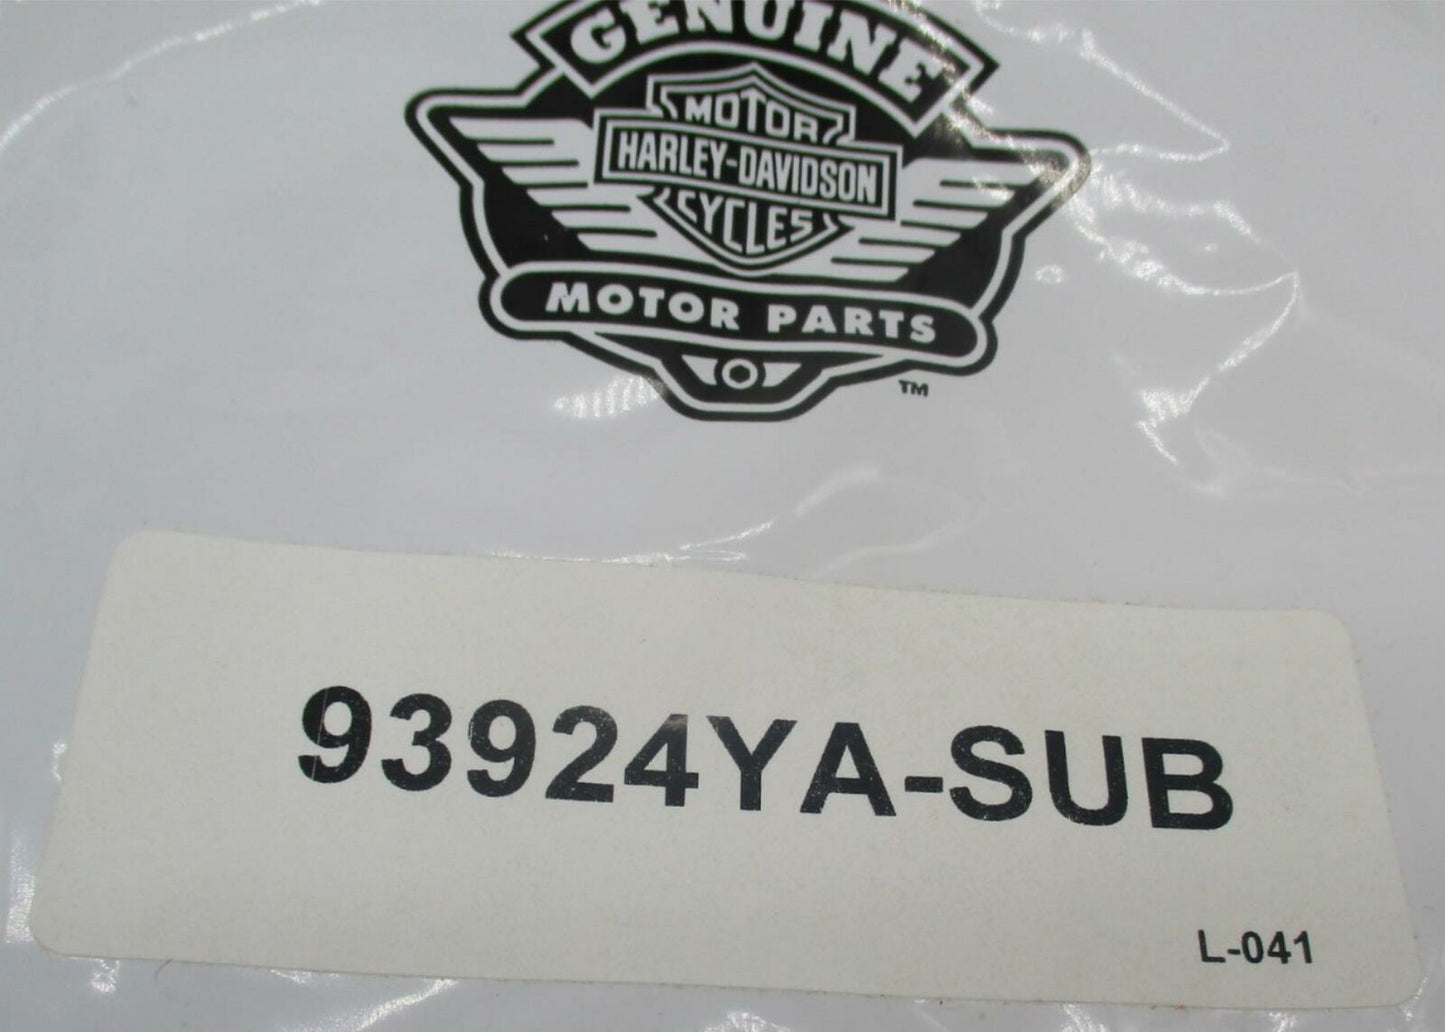 GENUINE
MOTOR
HARLEY-DAVIDSON
CYCLES
MOTOR PARTS
TM
93924YA-SUB
L-041